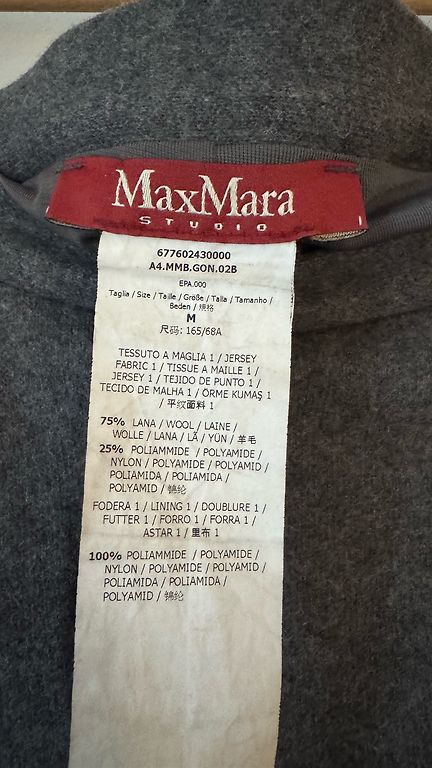 MaxMara
STUDIO
677602430000
A4.MMB.GON.02B
EPA.000
Taglia / Size / Taille / Größe / Talla / Tamanho /
Beden / 规格
M
尺码: 165/68A
TESSUTO A MAGLIA 1 / JERSEY
FABRIC 1 / TISSUE A MAILLE 1 /
JERSEY 1 / TEJIDO DE PUNTO 1 /
TECIDO DE MALHA 1 / ÖRME KUMAŞ 1
/ 平纹面料 1
75% LANA / WOOL / LAINE /
WOLLE / LANA / LÃ / YÜN / 羊毛
25% POLIAMMIDE / POLYAMIDE /
NYLON / POLYAMIDE / POLYAMID /
POLIAMIDA / POLIAMIDA /
POLYAMID / 锦纶
FODERA 1 / LINING 1 / DOUBLURE 1 /
FUTTER 1 / FORRO 1 / FORRA 1 /
ASTAR 1 / 里布 1
100% POLIAMMIDE / POLYAMIDE /
NYLON / POLYAMIDE / POLYAMID /
POLIAMIDA / POLIAMIDA /
POLYAMID / 锦纶